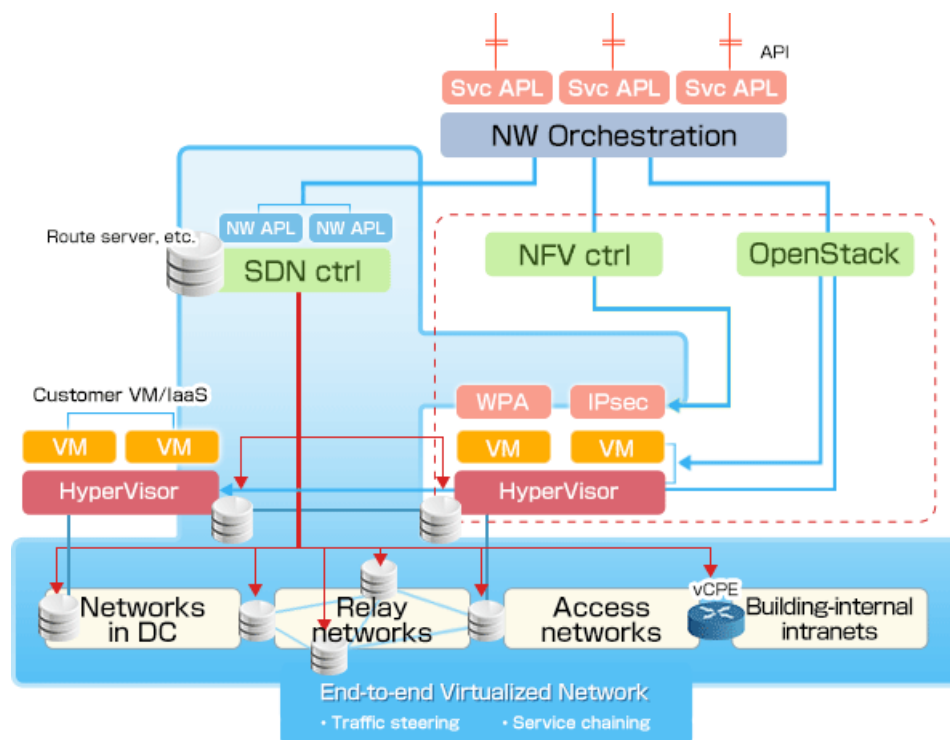 API
Svc APL
Svc APL
Svc APL
NW Orchestration
NW APL
NW APL
Route server, etc.
SDN ctrl
NFV ctrl
OpenStack
Customer VM/IaaS
WPA
IPsec
VM
VM
VM
VM
HyperVisor
HyperVisor
vCPE
Networks
in DC
Relay
networks
Access
networks
Building-internal
intranets
End-to-end Virtualized Network
• Traffic steering
• Service chaining